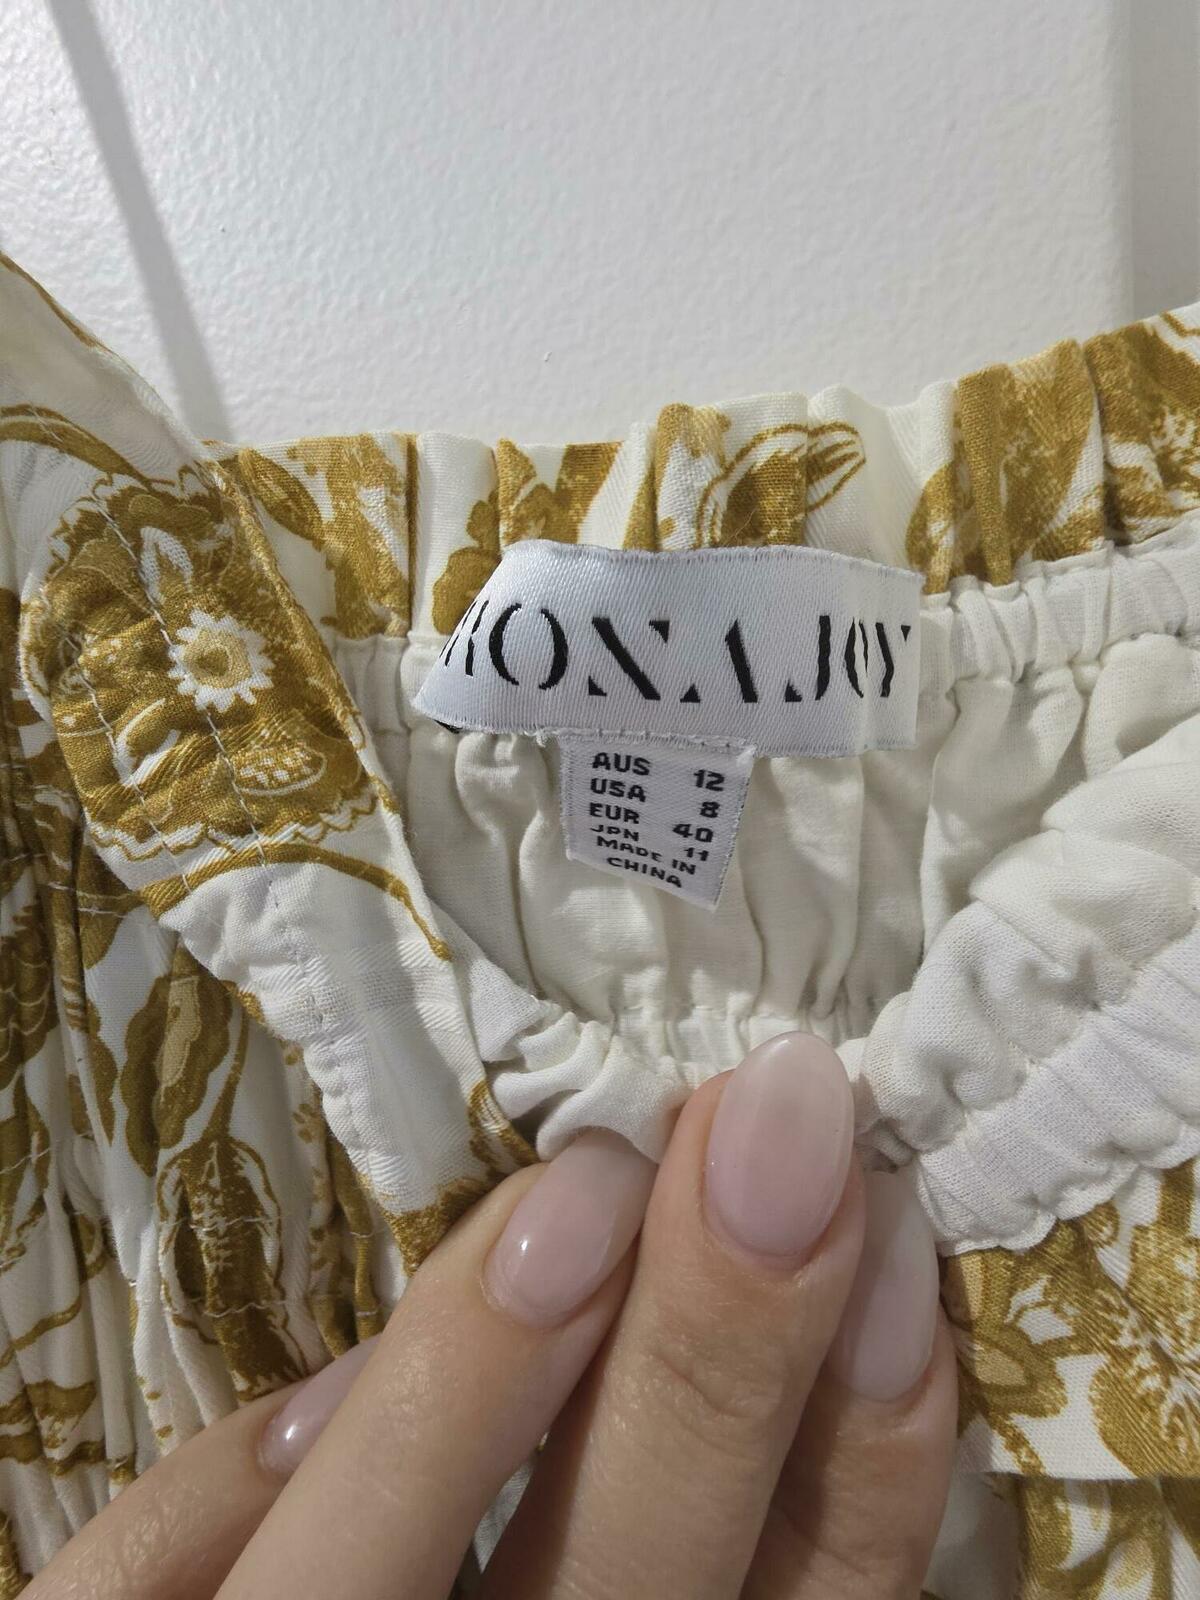 RONA JOY
AUS 12
USA 8
EUR 40
JPN 11
MADE IN
CHINA